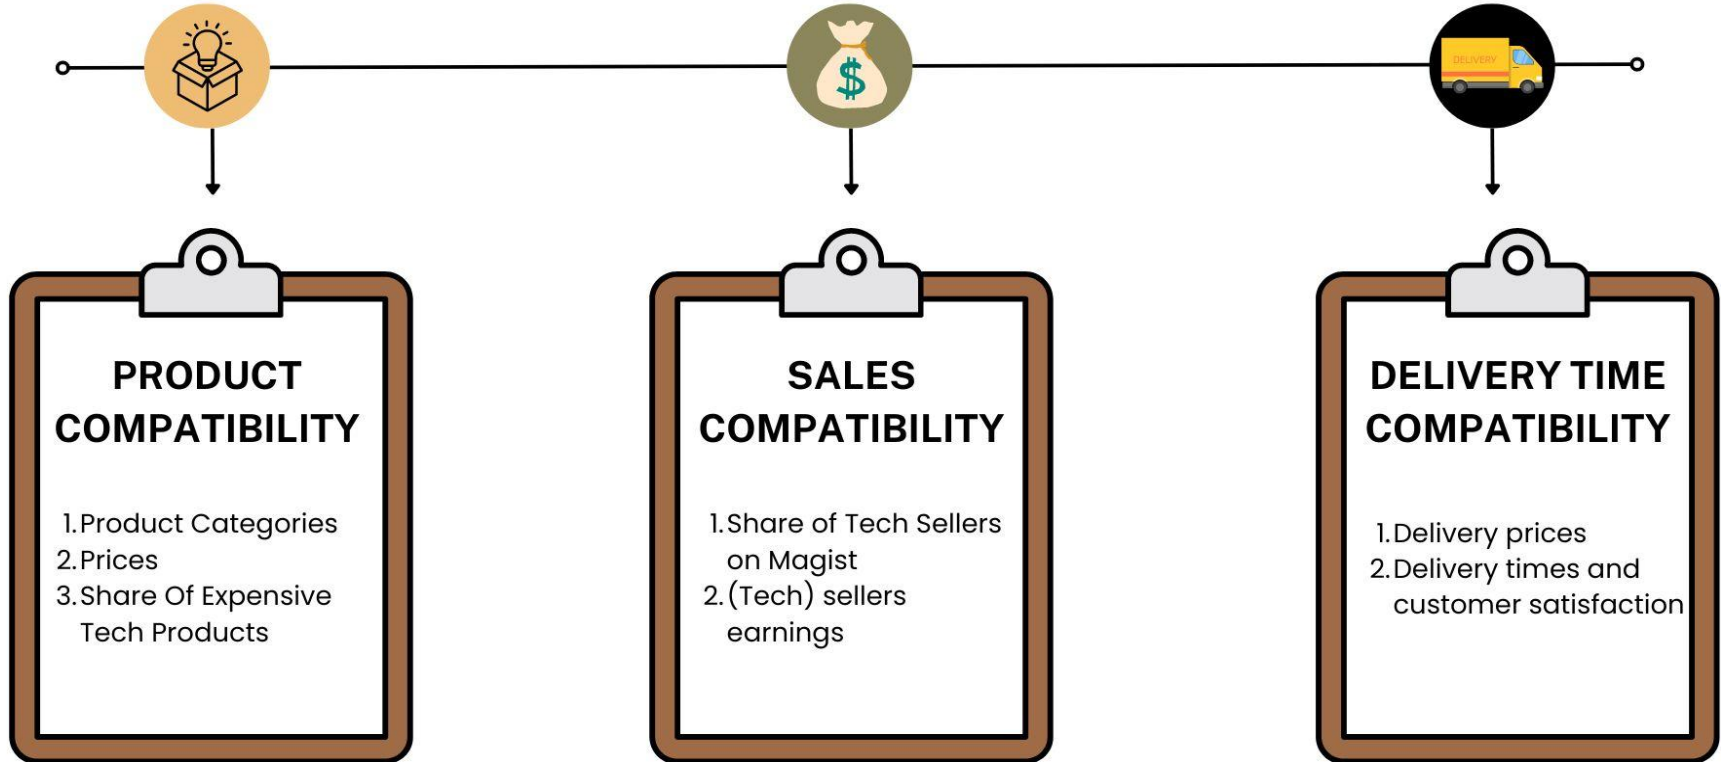 DELIVERY
$
PRODUCT
COMPATIBILITY
1.Product Categories
2.Prices
3.Share Of Expensive
Tech Products
SALES
COMPATIBILITY
1.Share of Tech Sellers
on Magist
2.(Tech) sellers
earnings
DELIVERY TIME
COMPATIBILITY
1.Delivery prices
2.Delivery times and
customer satisfaction